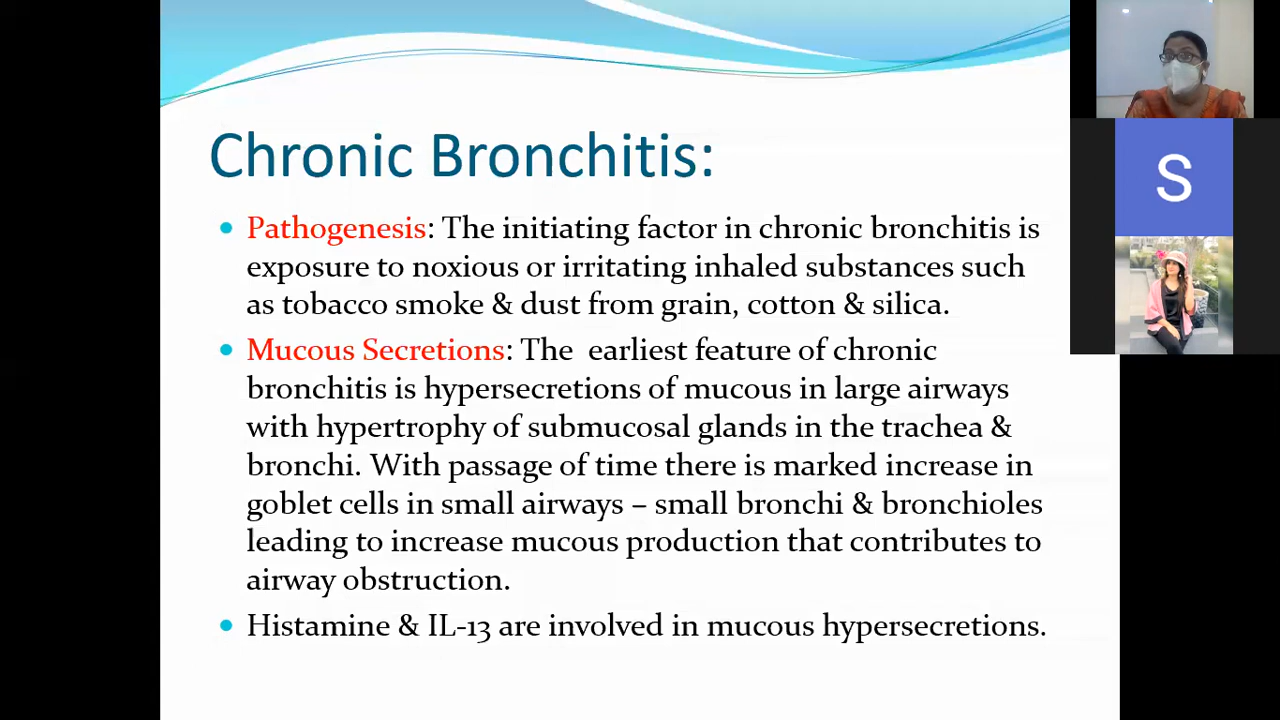 Chronic Bronchitis:
• Pathogenesis: The initiating factor in chronic bronchitis is
exposure to noxious or irritating inhaled substances such
as tobacco smoke & dust from grain, cotton & silica.
• Mucous Secretions: The  earliest feature of chronic
bronchitis is hypersecretions of mucous in large airways
with hypertrophy of submucosal glands in the trachea &
bronchi. With passage of time there is marked increase in
goblet cells in small airways – small bronchi & bronchioles
leading to increase mucous production that contributes to
airway obstruction.
• Histamine & IL-13 are involved in mucous hypersecretions.
S